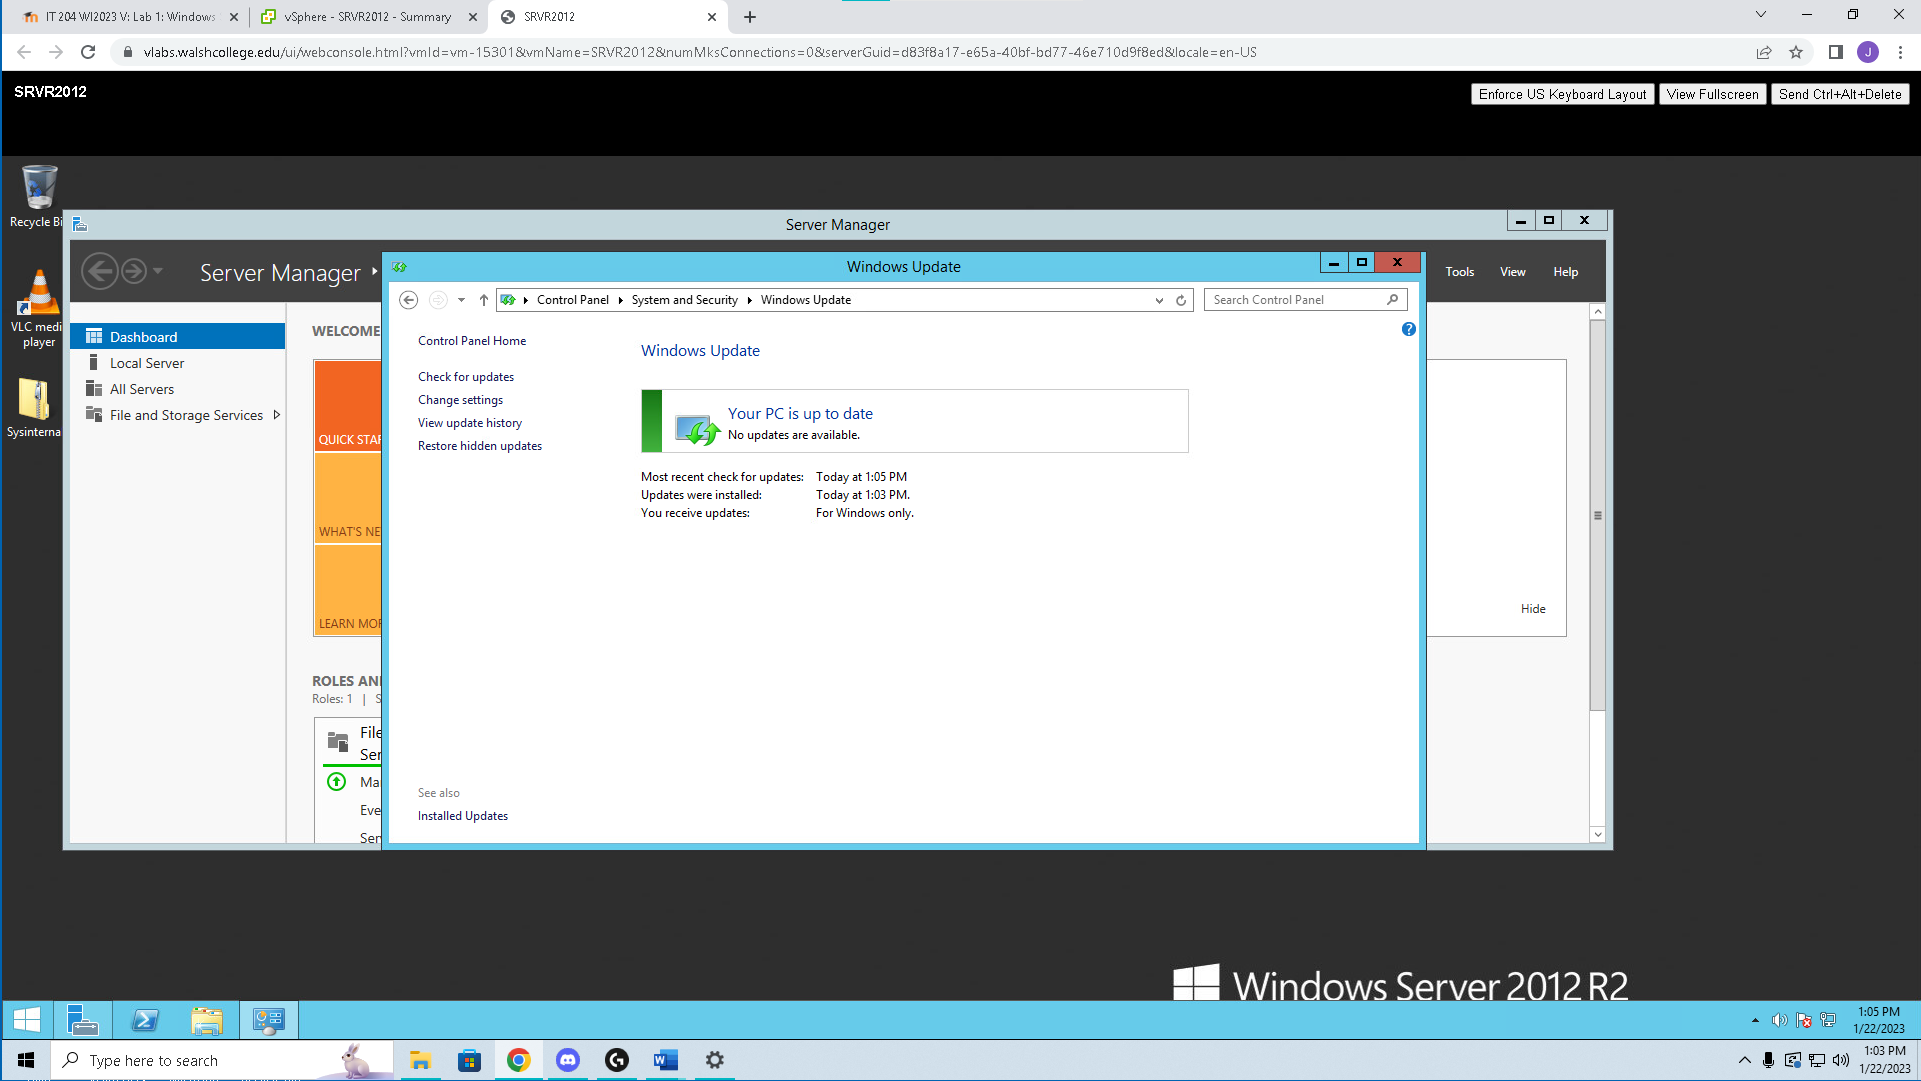 IT 204 WI2023 V: Lab 1: Windows
vSphere - SRVR2012 - Summary
SRVR2012
vlabs.walshcollege.edu/ui/webconsole.html?vmId=vm-15301&vmName=SRVR2012&numMksConnections=0&serverGuid=d83f8a17-e65a-40bf-bd77-46e710d9f8ed&locale=en-US
J
SRVR2012
Enforce US Keyboard Layout
View Fullscreen
Send Ctrl+Alt+Delete
Recycle Bi
VLC medi
player
Sysinterna
Server Manager
Server Manager
Tools
View
Help
Dashboard
Local Server
All Servers
File and Storage Services
WELCOME
QUICK STAR
WHAT'S NE
LEARN MOR
Hide
ROLES AN
Roles: 1 | S
File
Ser
Ma
Eve
Ser
Windows Update
Control Panel
System and Security
Windows Update
Search Control Panel
Control Panel Home
Check for updates
Change settings
View update history
Restore hidden updates
Windows Update
Your PC is up to date
No updates are available.
Most recent check for updates: Today at 1:05 PM
Updates were installed: Today at 1:03 PM.
You receive updates: For Windows only.
See also
Installed Updates
Windows Server 2012 R2
1:05 PM
1/22/2023
Type here to search
1:03 PM
1/22/2023